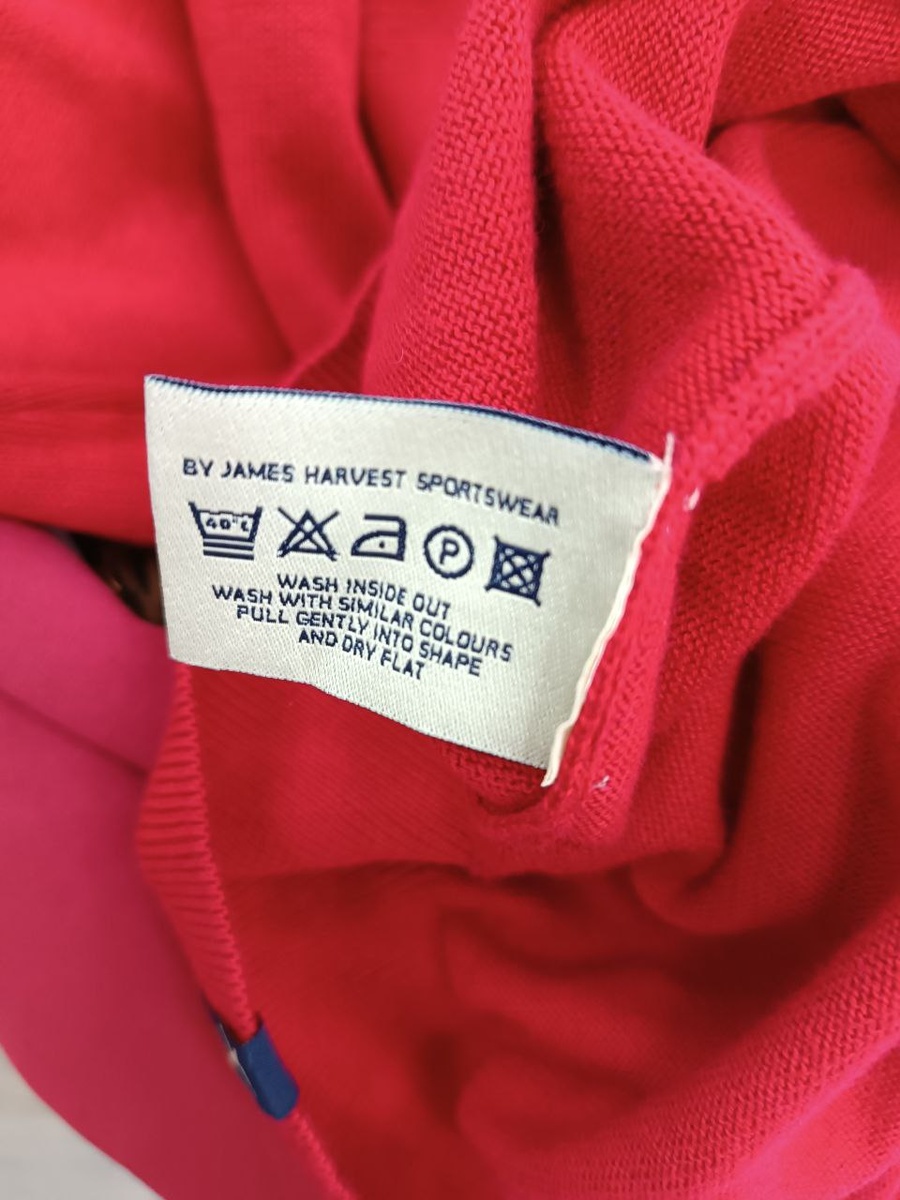 BY JAMES HARVEST SPORTSWEAR
40°C P
WASH INSIDE OUT
WASH WITH SIMILAR COLOURS
PULL GENTLY INTO SHAPE
AND DRY FLAT